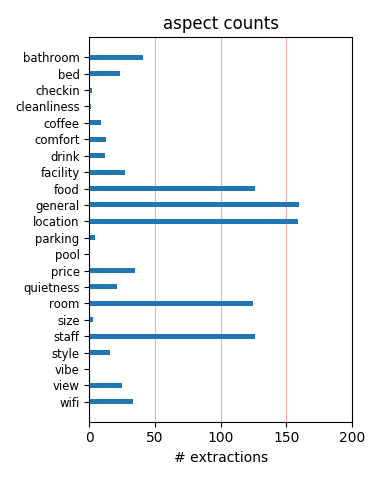 aspect counts
bathroom
bed
checkin
cleanliness
coffee
comfort
drink
facility
food
general
location
parking
pool
price
quietness
room
size
staff
style
vibe
view
wifi
0 50 100 150 200
# extractions